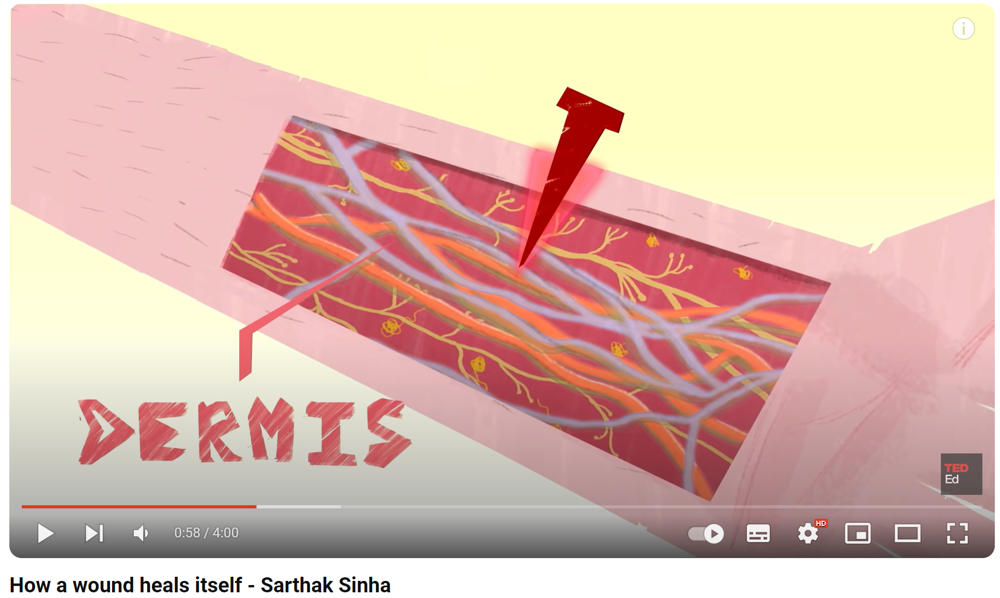 DERMIS
TED
Ed
0:58 / 4:00
HD
How a wound heals itself - Sarthak Sinha